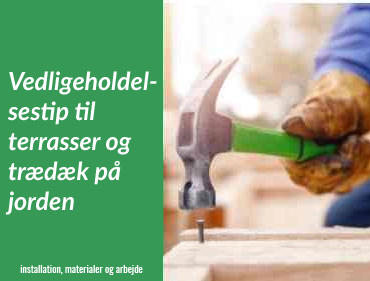 Vedligeholdel-
sestip til
terrasser og
trædæk på
jorden
installation, materialer og arbejde